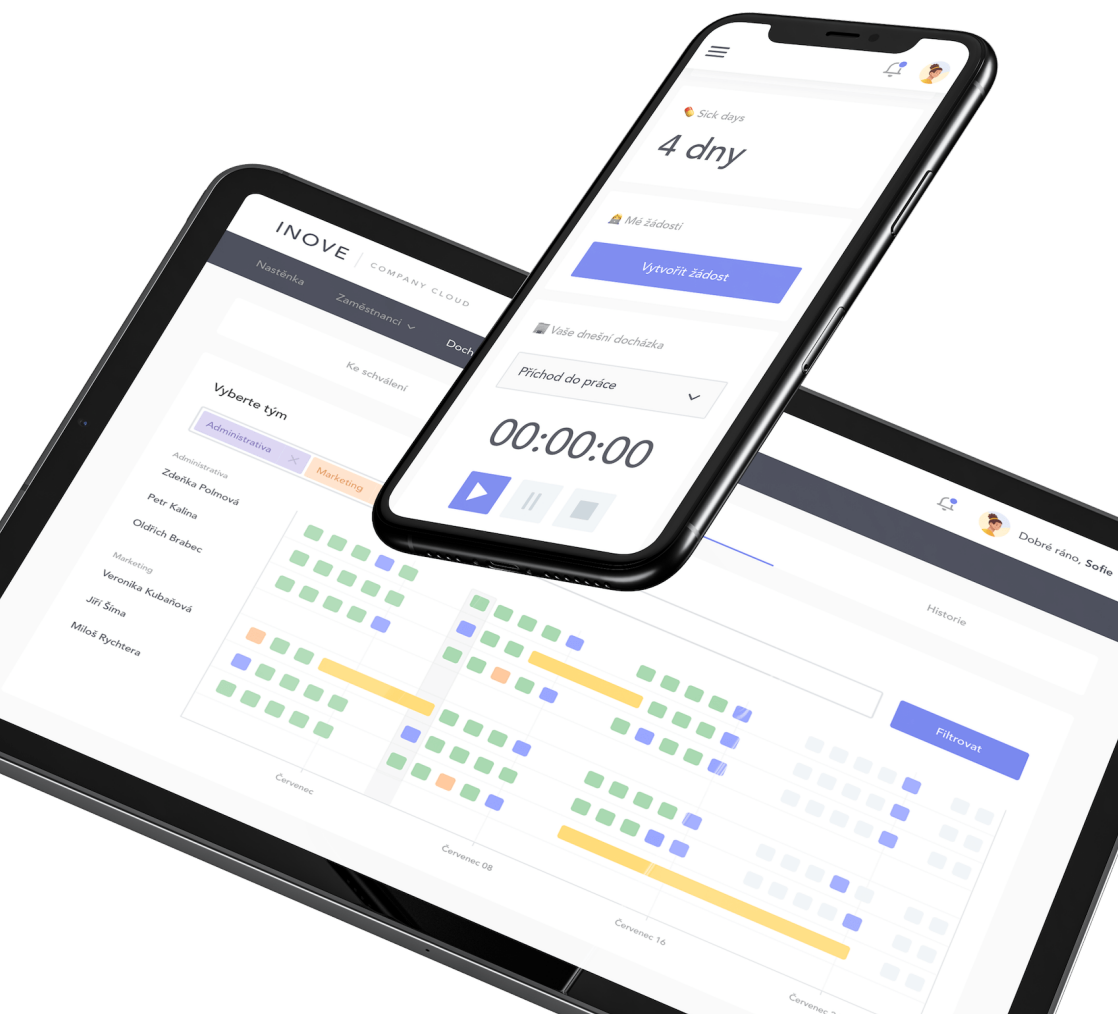 Sick days
4 dny
Mé žádosti
Vytvořit žádost
Vaše dnešní docházka
Příchod do práce
00:00:00
INOVE
COMPANY CLOUD
Nastěnka
Zaměstnanci
Doch
Dobré ráno, Sofie
Ke schválení
Historie
Vyberte tým
Administrativa
Marketing
Filtrovat
Administrativa
Zdeňka Polmová
Petr Kalina
Oldřich Brabec
Marketing
Veronika Kubaňová
Jiří Šíma
Miloš Rychtera
Červenec
Červenec 08
Červenec 16
Červenec